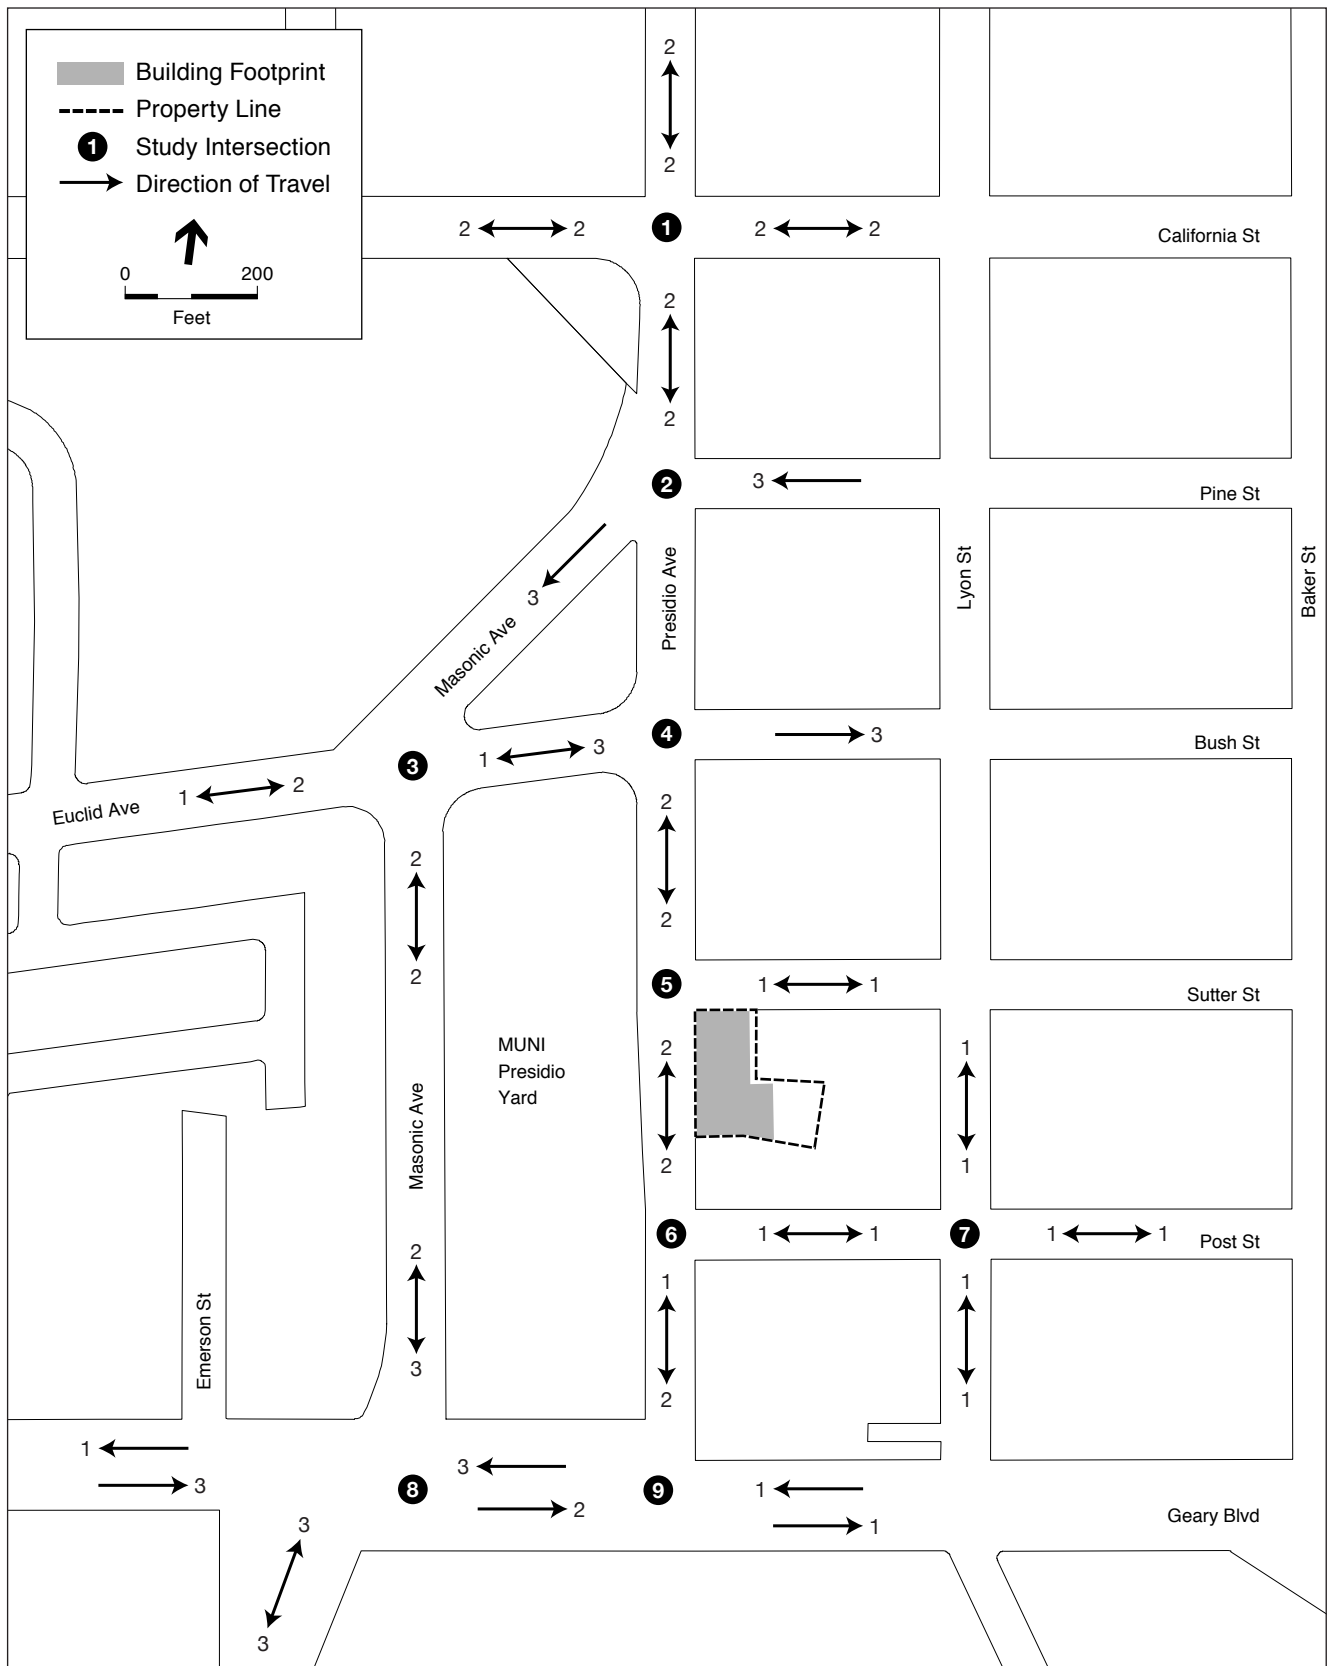 Building Footprint
Property Line
1 Study Intersection
Direction of Travel
0 200
Feet
2
2
2 2
1
2 2
California St
2
2
2
3
Pine St
3
Masonic Ave
Presidio Ave
Lyon St
Baker St
4
3
Bush St
3
1 3
Euclid Ave
1 2
2
2
2
2
5
1 1
Sutter St
MUNI
Presidio
Yard
2
2
1
1
Masonic Ave
6
1 1
7
1 1
Post St
2
3
1
2
1
1
Emerson St
1
3
8
3
2
9
1
1
Geary Blvd
3
3